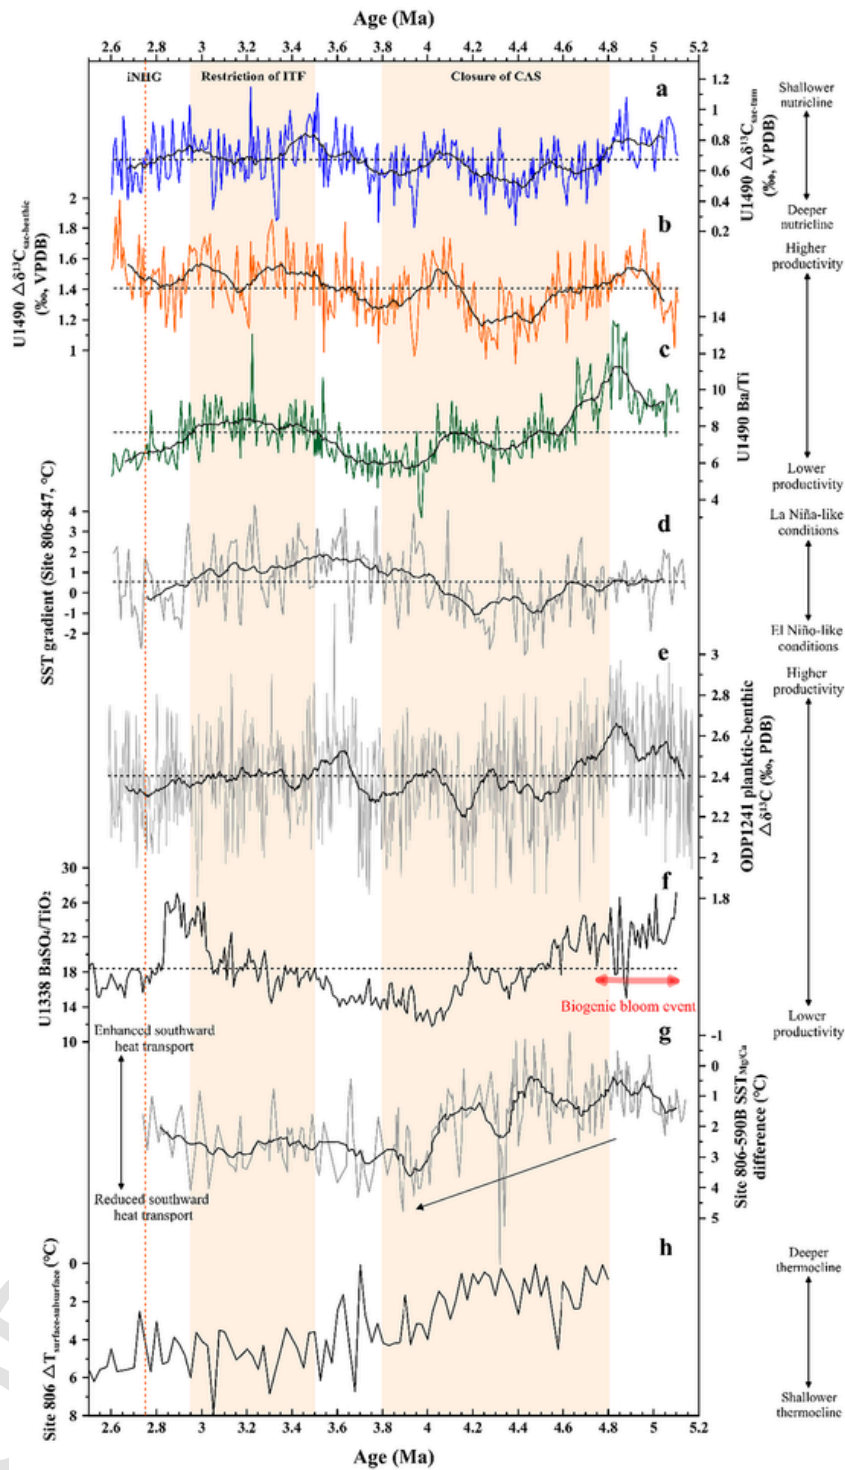 Age (Ma)
2.6 2.8 3 3.2 3.4 3.6 3.8 4 4.2 4.4 4.6 4.8 5 5.2
iNHG
Restriction of ITF
Closure of CAS
a
1.2
1
0.8
0.6
0.4
0.2
U1490 △δ¹³C_sac-tum
(‰, VPDB)
Shallower
nutricline
Deeper
nutricline
b
2
1.8
1.6
1.4
1.2
1
U1490 △δ¹³C_sac-benthic
(‰, VPDB)
Higher
productivity
c
14
12
10
8
6
4
U1490 Ba/Ti
Lower
productivity
d
4
3
2
1
0
-1
-2
SST gradient (Site 806-847, °C)
La Niña-like
conditions
El Niño-like
conditions
e
3
2.8
2.6
2.4
2.2
2
1.8
ODP1241 planktic-benthic
△δ¹³C (‰, PDB)
Higher
productivity
f
30
26
22
18
14
10
U1338 BaSO₄/TiO₂
Biogenic bloom event
Lower
productivity
g
Enhanced southward
heat transport
Reduced southward
heat transport
-1
0
1
2
3
4
5
Site 806-590B SST_Mg/Ca
difference (°C)
h
0
2
4
6
8
Site 806 △T_surface-subsurface (°C)
Deeper
thermocline
Shallower
thermocline
2.6 2.8 3 3.2 3.4 3.6 3.8 4 4.2 4.4 4.6 4.8 5 5.2
Age (Ma)